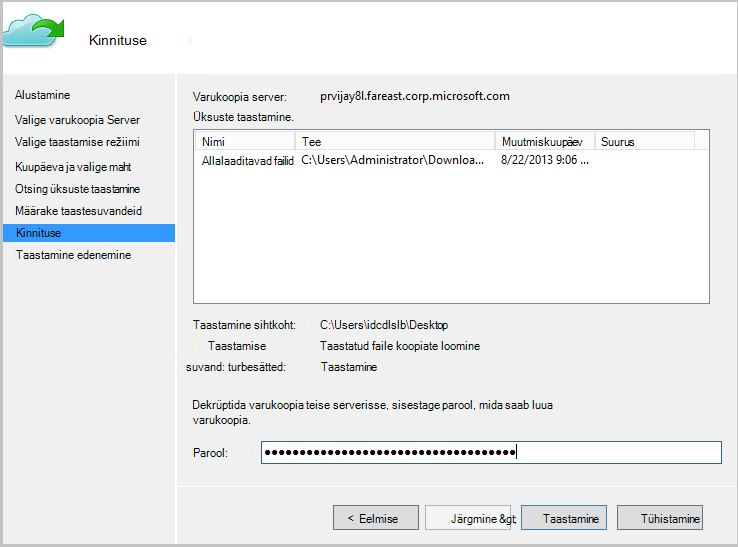 Kinnituse
Alustamine
Valige varukoopia Server
Valige taastamise režiimi
Kuupäeva ja valige maht
Otsing üksuste taastamine
Määrake taastesuvandeid
Kinnituse
Taastamine edenemine
Varukoopia server: prvijay8l.fareast.corp.microsoft.com
Üksuste taastamine.
Nimi Tee Muutmiskuupäev Suurus
Allalaaditavad failid C:\Users\Administrator\Downloa... 8/22/2013 9:06 ...
Taastamine sihtkoht: C:\Users\idcdlslb\Desktop
Taastamise Taastatud faile koopiate loomine
suvand: turbesätted: Taastamine
Dekrüptida varukoopia teise serverisse, sisestage parool, mida saab luua
varukoopia.
Parool:
< Eelmise Järgmine &gt; Taastamine Tühistamine